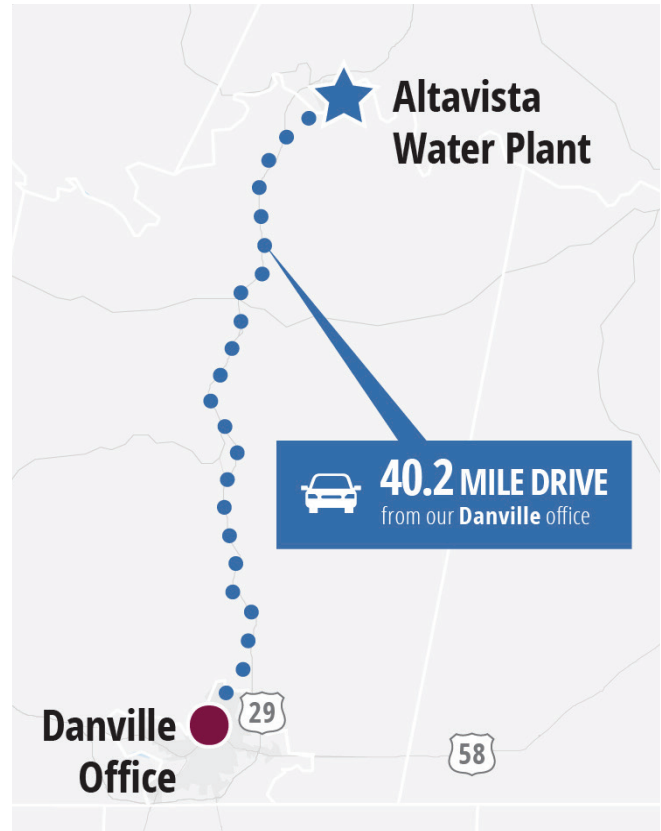 Altavista
Water Plant
40.2 MILE DRIVE
from our Danville office
Danville
Office
29
58